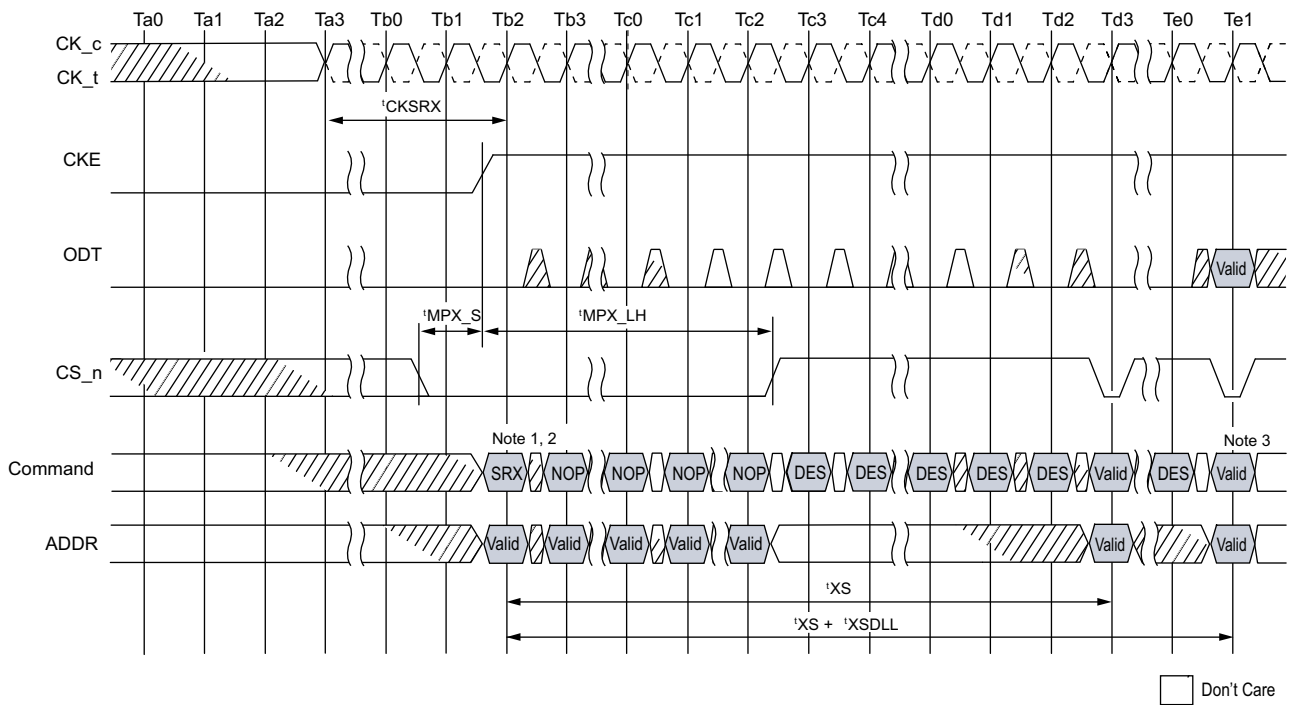 Ta0 Ta1 Ta2 Ta3 Tb0 Tb1 Tb2 Tb3 Tc0 Tc1 Tc2 Tc3 Tc4 Td0 Td1 Td2 Td3 Te0 Te1
CK_c
CK_t
tCKSRX
CKE
ODT
Valid
tMPX_S tMPX_LH
CS_n
Note 1, 2 Note 3
Command SRX NOP NOP NOP NOP DES DES DES DES DES Valid DES Valid
ADDR Valid Valid Valid Valid Valid Valid Valid
tXS
tXS + tXSDLL
Don't Care